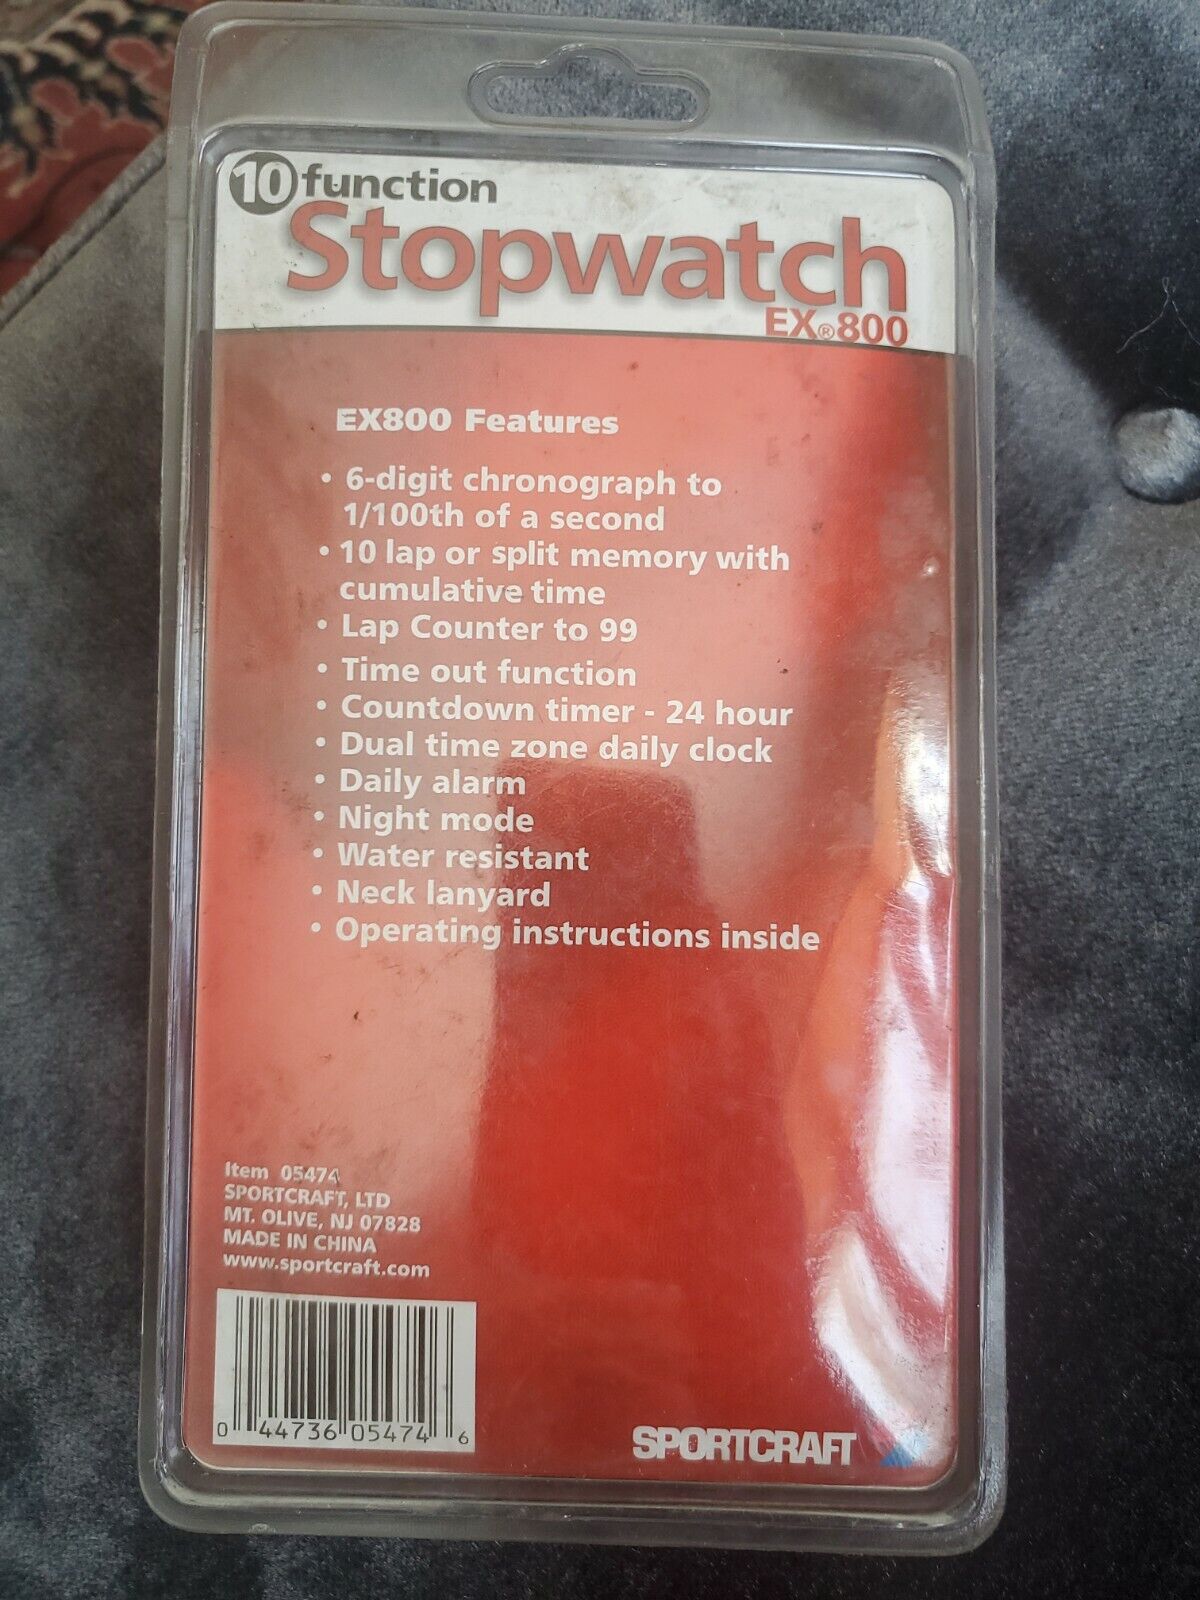 10 function
Stopwatch
EX®800
EX800 Features
• 6-digit chronograph to
1/100th of a second
• 10 lap or split memory with
cumulative time
• Lap Counter to 99
• Time out function
• Countdown timer - 24 hour
• Dual time zone daily clock
• Daily alarm
• Night mode
• Water resistant
• Neck lanyard
• Operating instructions inside
Item 05474
SPORTCRAFT, LTD
MT. OLIVE, NJ 07828
MADE IN CHINA
www.sportcraft.com
0 44736 05474 6
SPORTCRAFT